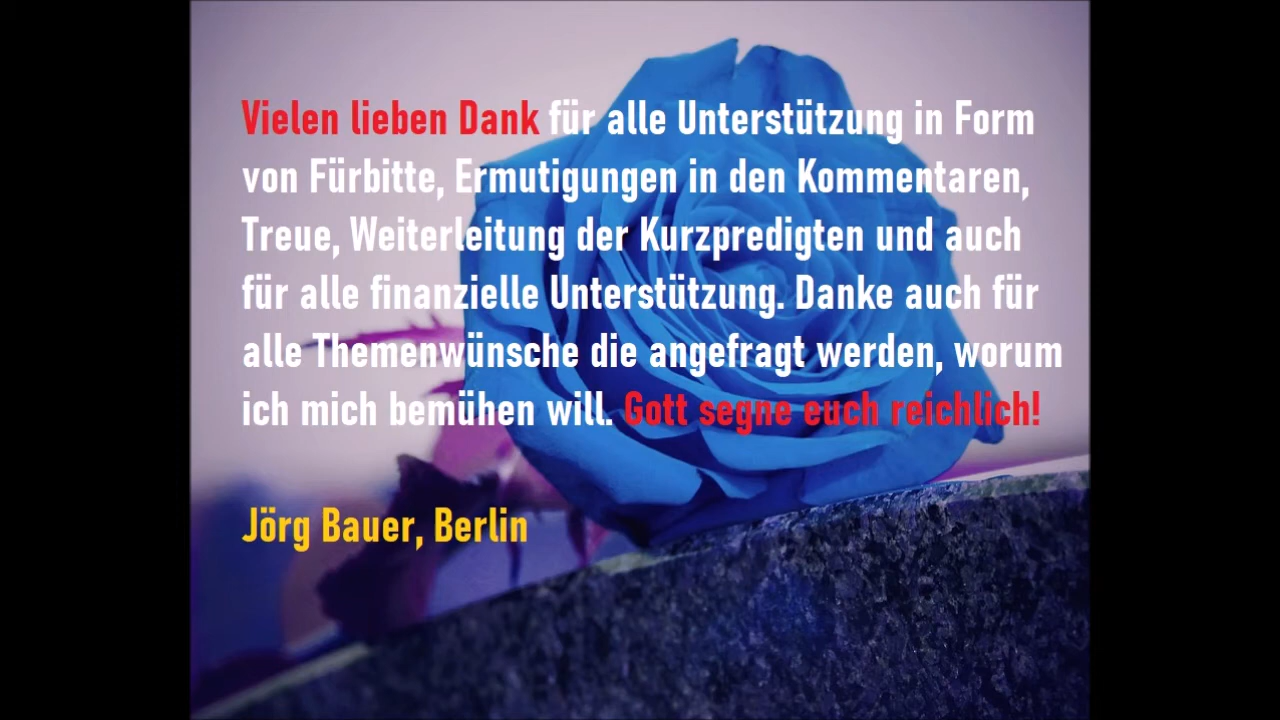 Vielen lieben Dank für alle Unterstützung in Form
von Fürbitte, Ermutigungen in den Kommentaren,
Treue, Weiterleitung der Kurzpredigten und auch
für alle finanzielle Unterstützung. Danke auch für
alle Themenwünsche die angefragt werden, worum
ich mich bemühen will. Gott segne euch reichlich!
Jörg Bauer, Berlin